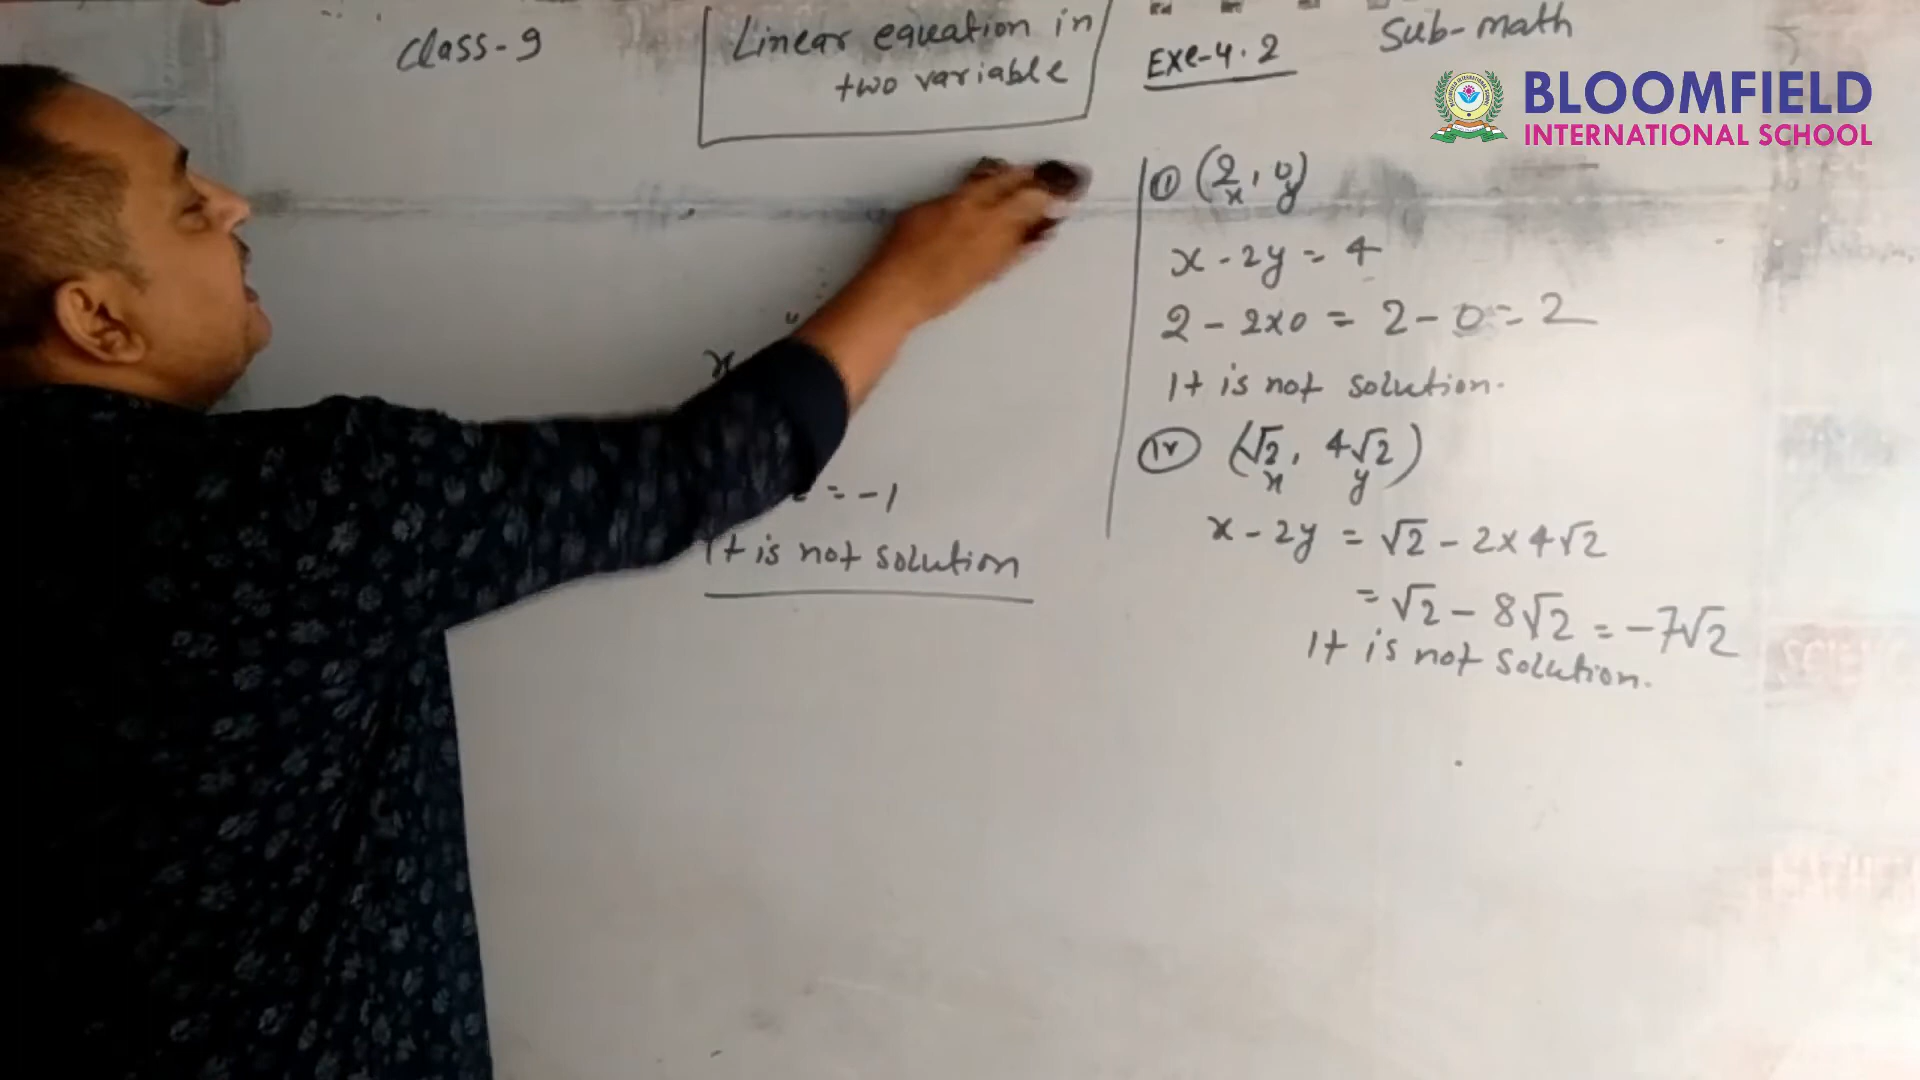 Class-9
Linear equation in
two variable
Exe-4.2
Sub-math
BLOOMFIELD
INTERNATIONAL SCHOOL
x
= -1
It is not solution
(2, 0)
x y
x - 2y = 4
2 - 2x0 = 2 - 0 = 2
It is not solution.
iv (√2, 4√2)
x y
x - 2y = √2 - 2x4√2
= √2 - 8√2 = -7√2
It is not solution.